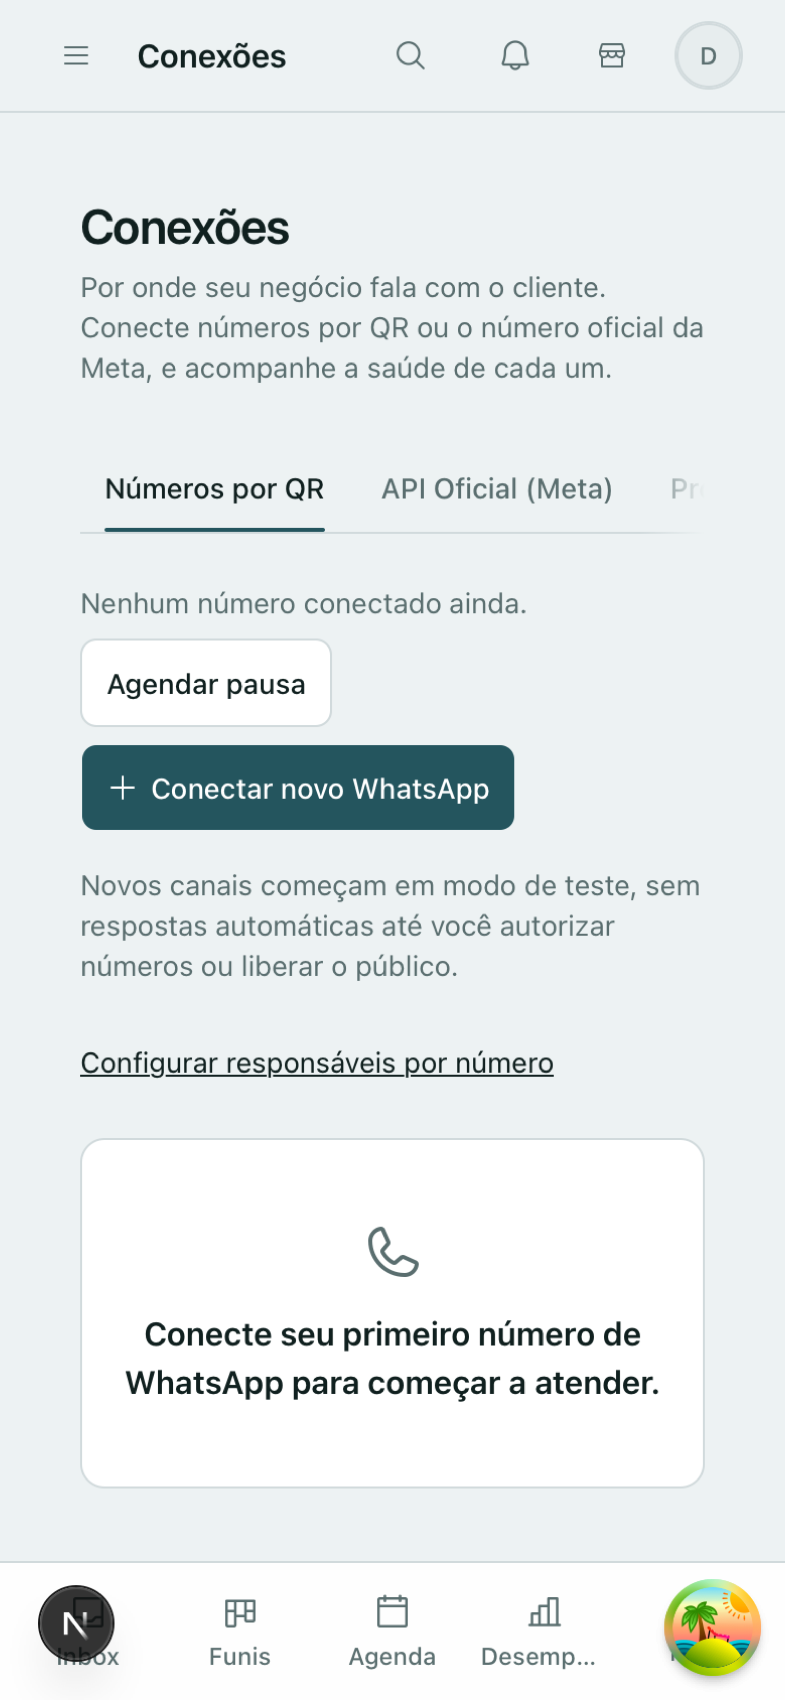 Conexões
D
Conexões
Por onde seu negócio fala com o cliente.
Conecte números por QR ou o número oficial da
Meta, e acompanhe a saúde de cada um.
Números por QR
API Oficial (Meta)
Nenhum número conectado ainda.
Agendar pausa
+ Conectar novo WhatsApp
Novos canais começam em modo de teste, sem
respostas automáticas até você autorizar
números ou liberar o público.
Configurar responsáveis por número
Conecte seu primeiro número de
WhatsApp para começar a atender.
N
Inbox
Funis
Agenda
Desemp...